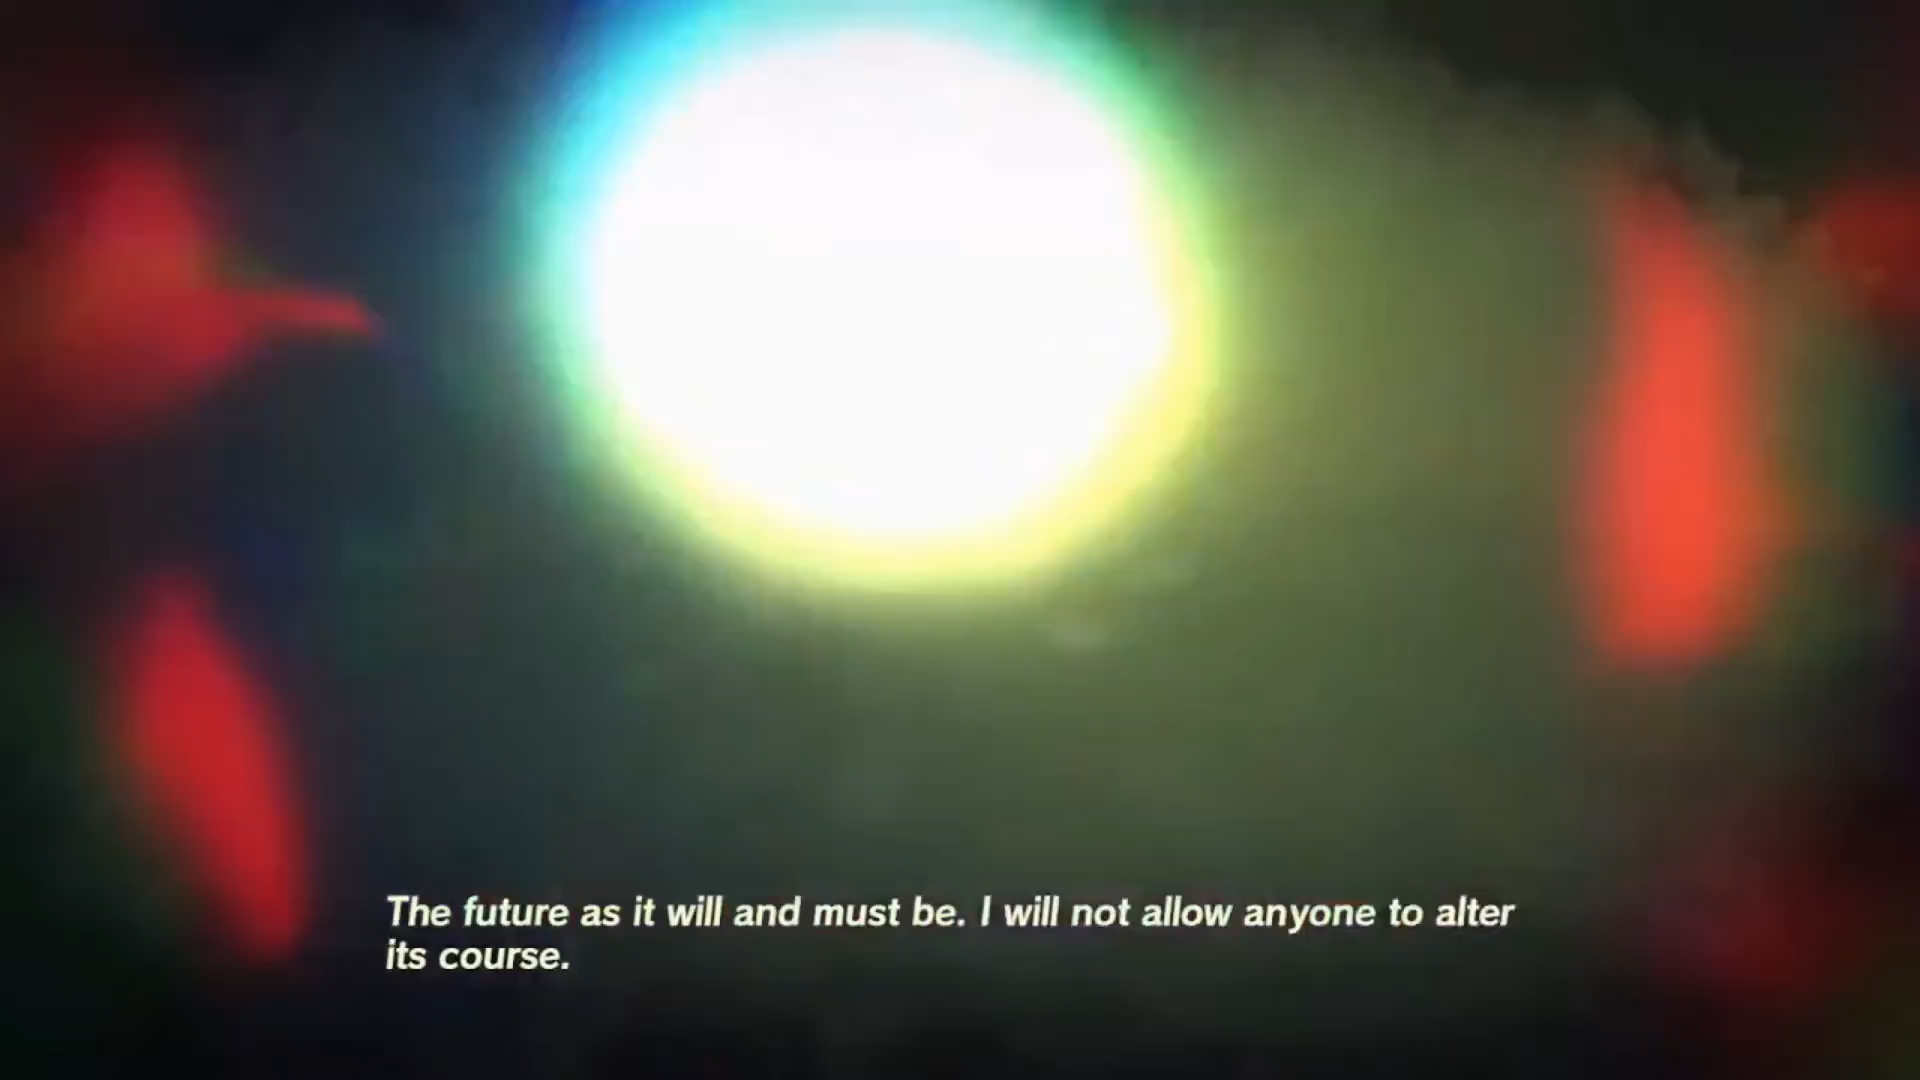 The future as it will and must be. I will not allow anyone to alter
its course.